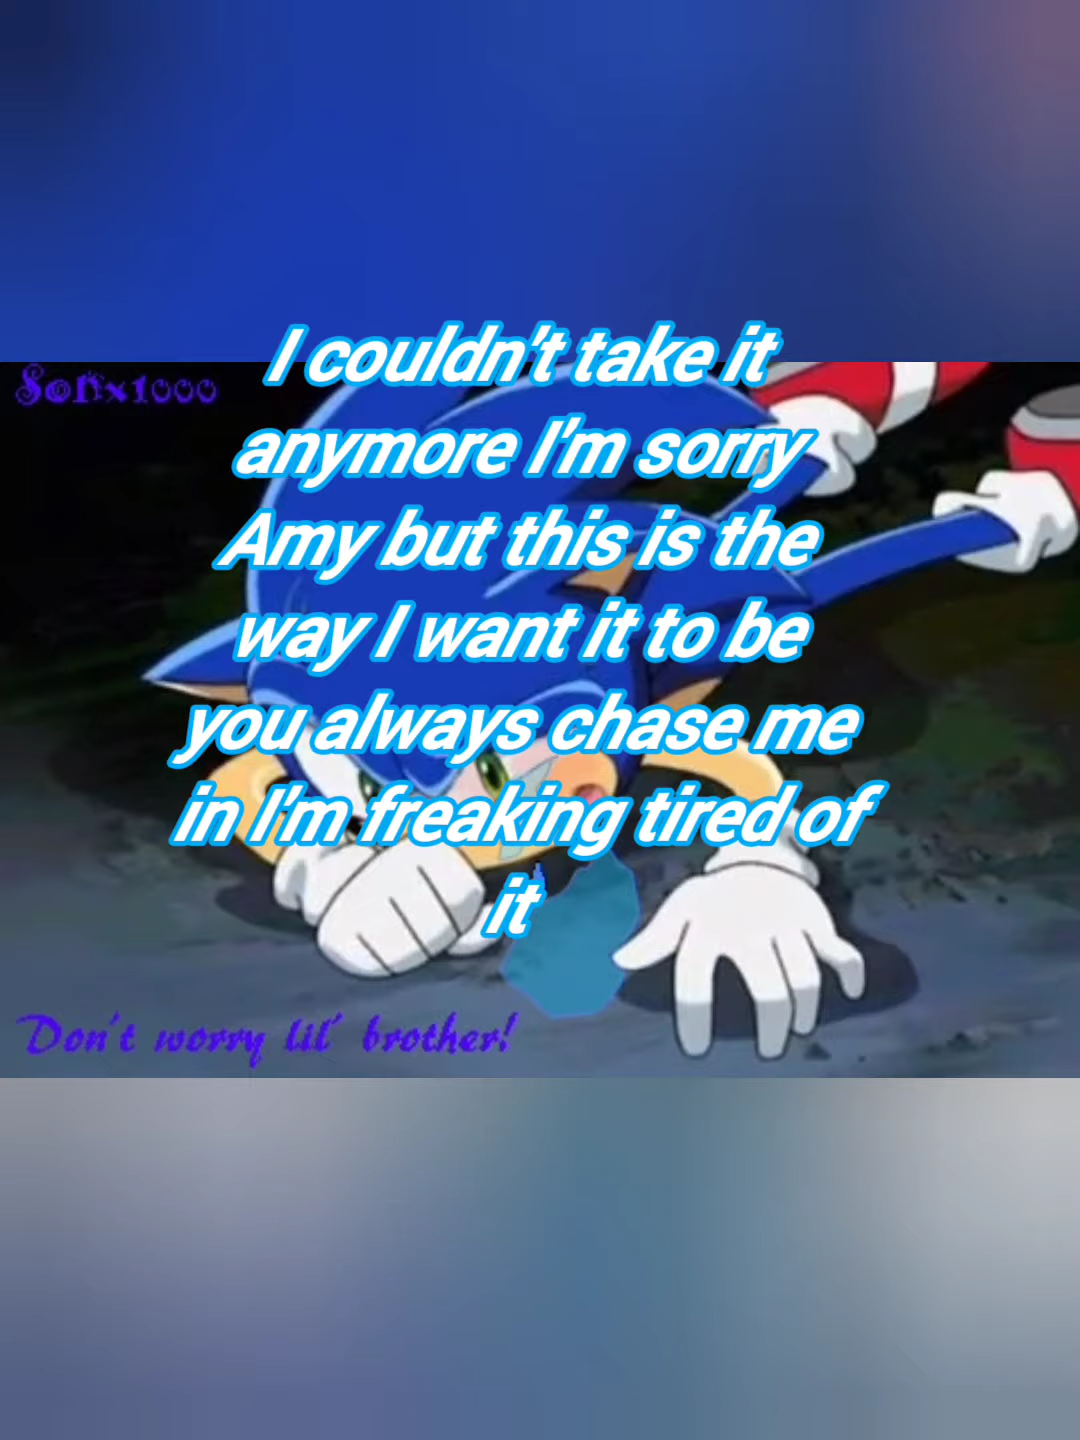 I couldn't take it
Sonx1000
anymore I'm sorry
Amy but this is the
way I want it to be
you always chase me
in I'm freaking tired of
it
Don't worry lil' brother!